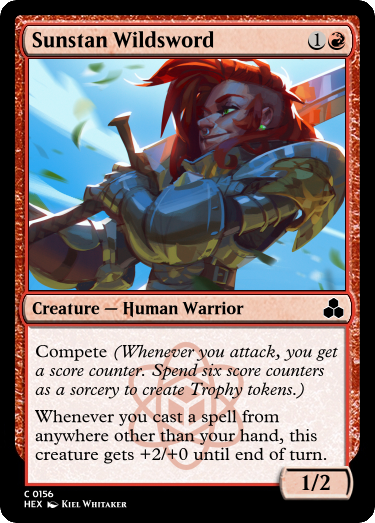 Sunstan Wildsword 1
Creature — Human Warrior
Compete (Whenever you attack, you get
a score counter. Spend six score counters
as a sorcery to create Trophy tokens.)
Whenever you cast a spell from
anywhere other than your hand, this
creature gets +2/+0 until end of turn.
1/2
C 0156
HEX Kiel Whitaker